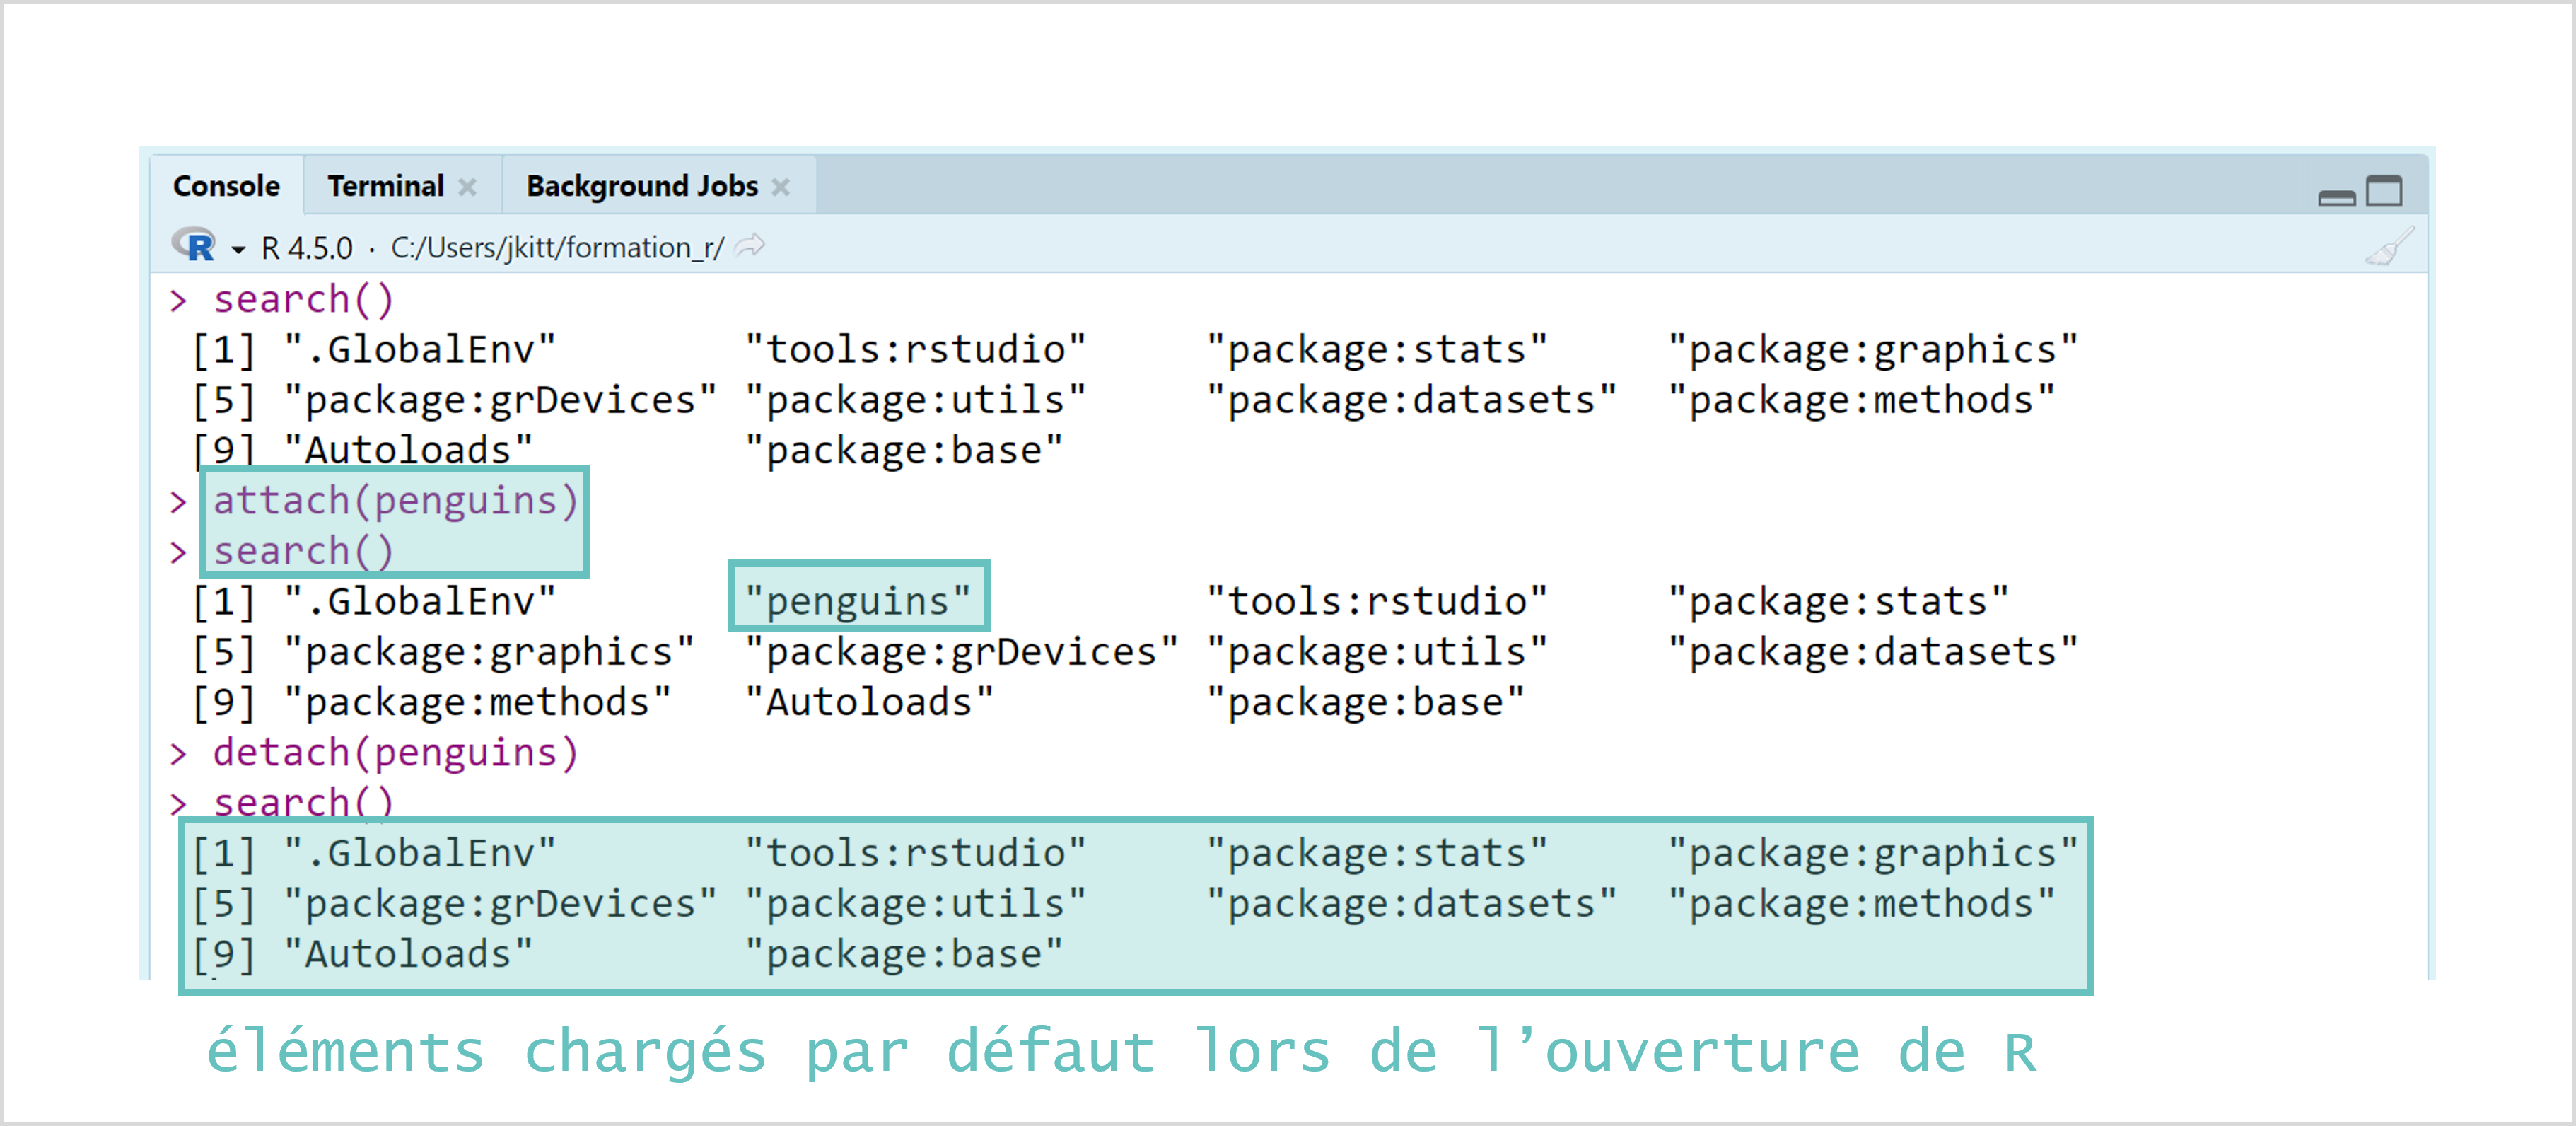 Console Terminal Background Jobs
R R 4.5.0 · C:/Users/jkitt/formation_r/
> search()
[1] ".GlobalEnv" "tools:rstudio" "package:stats" "package:graphics"
[5] "package:grDevices" "package:utils" "package:datasets" "package:methods"
[9] "Autoloads" "package:base"
> attach(penguins)
> search()
[1] ".GlobalEnv" "penguins" "tools:rstudio" "package:stats"
[5] "package:graphics" "package:grDevices" "package:utils" "package:datasets"
[9] "package:methods" "Autoloads" "package:base"
> detach(penguins)
> search()
[1] ".GlobalEnv" "tools:rstudio" "package:stats" "package:graphics"
[5] "package:grDevices" "package:utils" "package:datasets" "package:methods"
[9] "Autoloads" "package:base"
éléments chargés par défaut lors de l’ouverture de R